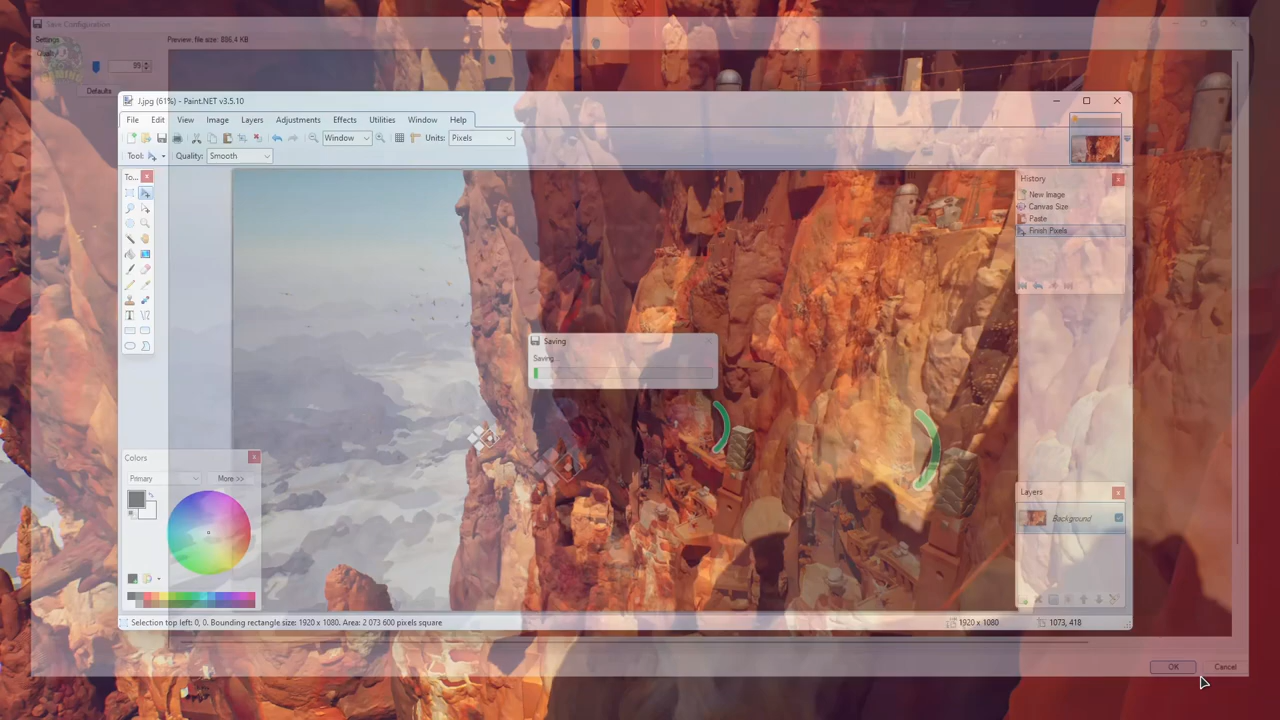 Save Configuration
Settings
Preview, file size: 886,4 KB
Quality
GAMING
Defaults
J.jpg (61%) - Paint.NET v3.5.10
File Edit View Image Layers Adjustments Effects Utilities Window Help
Window Units: Pixels
Tool: Quality: Smooth
To...
History
New Image
Canvas Size
Paste
Finish Pixels
Saving
Saving...
Colors
Primary More >>
Layers
Background
Selection top left: 0, 0. Bounding rectangle size: 1920 x 1080. Area: 2 073 600 pixels square
1920 x 1080 1073, 418
OK Cancel